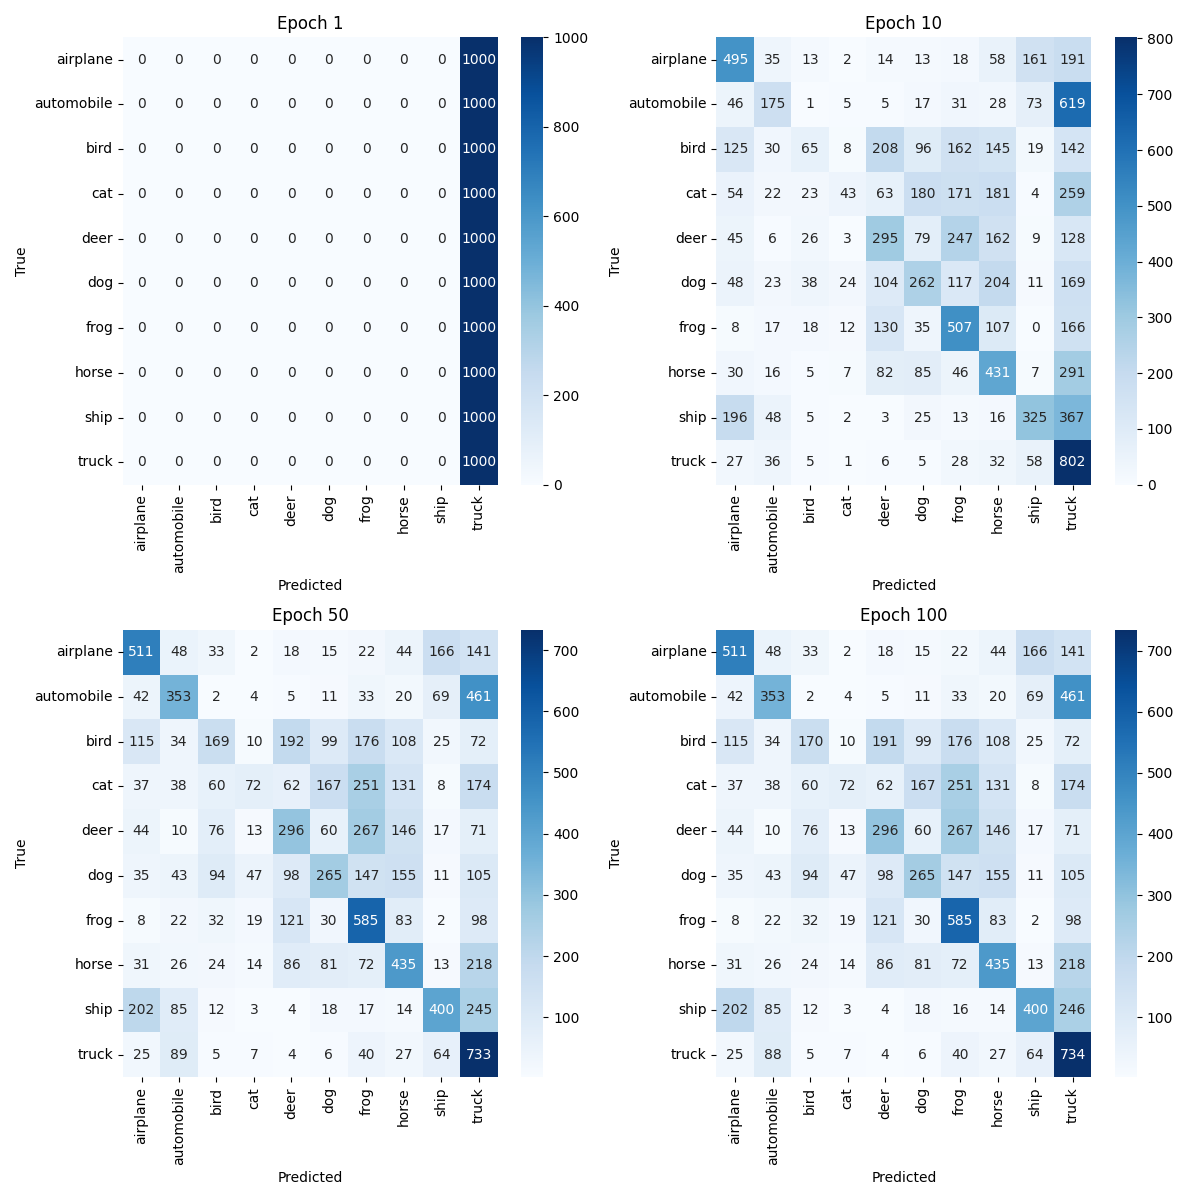 Epoch 1
True
airplane 0 0 0 0 0 0 0 0 0 1000
automobile 0 0 0 0 0 0 0 0 0 1000
bird 0 0 0 0 0 0 0 0 0 1000
cat 0 0 0 0 0 0 0 0 0 1000
deer 0 0 0 0 0 0 0 0 0 1000
dog 0 0 0 0 0 0 0 0 0 1000
frog 0 0 0 0 0 0 0 0 0 1000
horse 0 0 0 0 0 0 0 0 0 1000
ship 0 0 0 0 0 0 0 0 0 1000
truck 0 0 0 0 0 0 0 0 0 1000
airplane automobile bird cat deer dog frog horse ship truck
Predicted
1000
800
600
400
200
0
Epoch 10
True
airplane 495 35 13 2 14 13 18 58 161 191
automobile 46 175 1 5 5 17 31 28 73 619
bird 125 30 65 8 208 96 162 145 19 142
cat 54 22 23 43 63 180 171 181 4 259
deer 45 6 26 3 295 79 247 162 9 128
dog 48 23 38 24 104 262 117 204 11 169
frog 8 17 18 12 130 35 507 107 0 166
horse 30 16 5 7 82 85 46 431 7 291
ship 196 48 5 2 3 25 13 16 325 367
truck 27 36 5 1 6 5 28 32 58 802
airplane automobile bird cat deer dog frog horse ship truck
Predicted
800
700
600
500
400
300
200
100
0
Epoch 50
True
airplane 511 48 33 2 18 15 22 44 166 141
automobile 42 353 2 4 5 11 33 20 69 461
bird 115 34 169 10 192 99 176 108 25 72
cat 37 38 60 72 62 167 251 131 8 174
deer 44 10 76 13 296 60 267 146 17 71
dog 35 43 94 47 98 265 147 155 11 105
frog 8 22 32 19 121 30 585 83 2 98
horse 31 26 24 14 86 81 72 435 13 218
ship 202 85 12 3 4 18 17 14 400 245
truck 25 89 5 7 4 6 40 27 64 733
airplane automobile bird cat deer dog frog horse ship truck
Predicted
700
600
500
400
300
200
100
Epoch 100
True
airplane 511 48 33 2 18 15 22 44 166 141
automobile 42 353 2 4 5 11 33 20 69 461
bird 115 34 170 10 191 99 176 108 25 72
cat 37 38 60 72 62 167 251 131 8 174
deer 44 10 76 13 296 60 267 146 17 71
dog 35 43 94 47 98 265 147 155 11 105
frog 8 22 32 19 121 30 585 83 2 98
horse 31 26 24 14 86 81 72 435 13 218
ship 202 85 12 3 4 18 16 14 400 246
truck 25 88 5 7 4 6 40 27 64 734
airplane automobile bird cat deer dog frog horse ship truck
Predicted
700
600
500
400
300
200
100